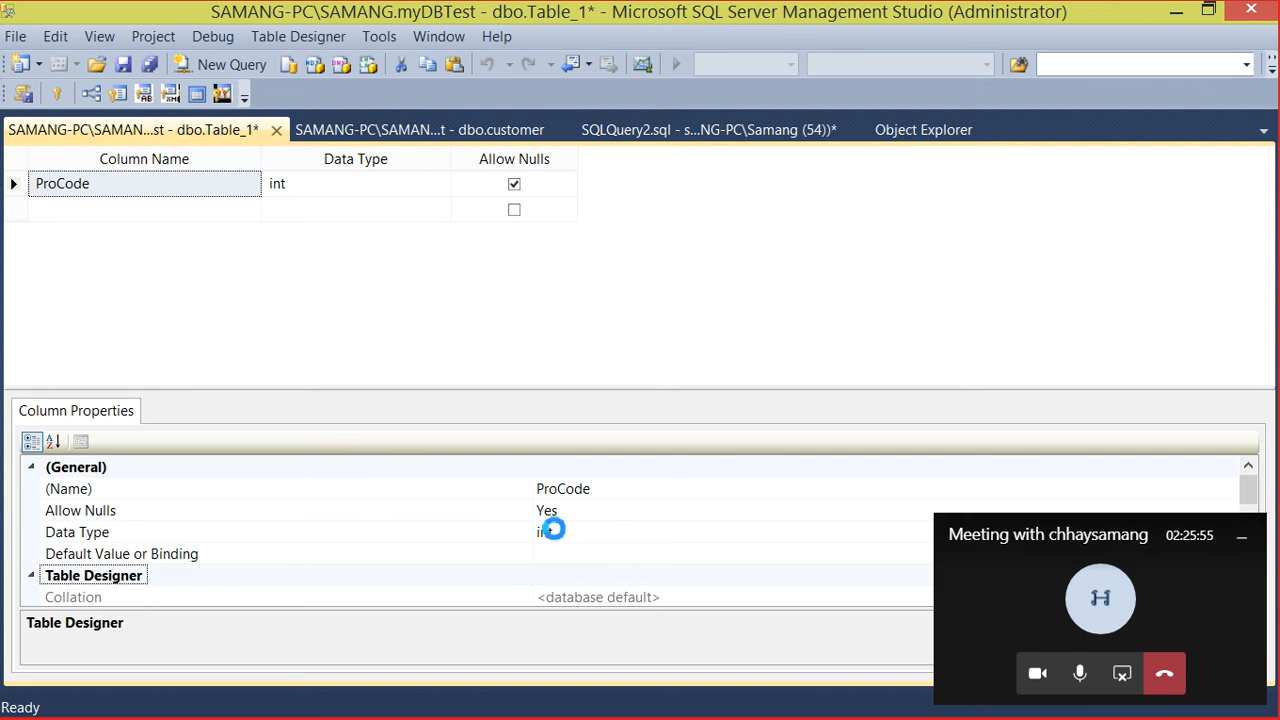 SAMANG-PC\SAMANG.myDBTest - dbo.Table_1* - Microsoft SQL Server Management Studio (Administrator)
File Edit View Project Debug Table Designer Tools Window Help
New Query
SAMANG-PC\SAMAN...st - dbo.Table_1* SAMANG-PC\SAMAN...t - dbo.customer SQLQuery2.sql - s...NG-PC\Samang (54))* Object Explorer
Column Name Data Type Allow Nulls
ProCode int
Column Properties
(General)
(Name) ProCode
Allow Nulls Yes
Data Type int
Default Value or Binding
Table Designer
Collation <database default>
Table Designer
Meeting with chhaysamang 02:25:55
Ready